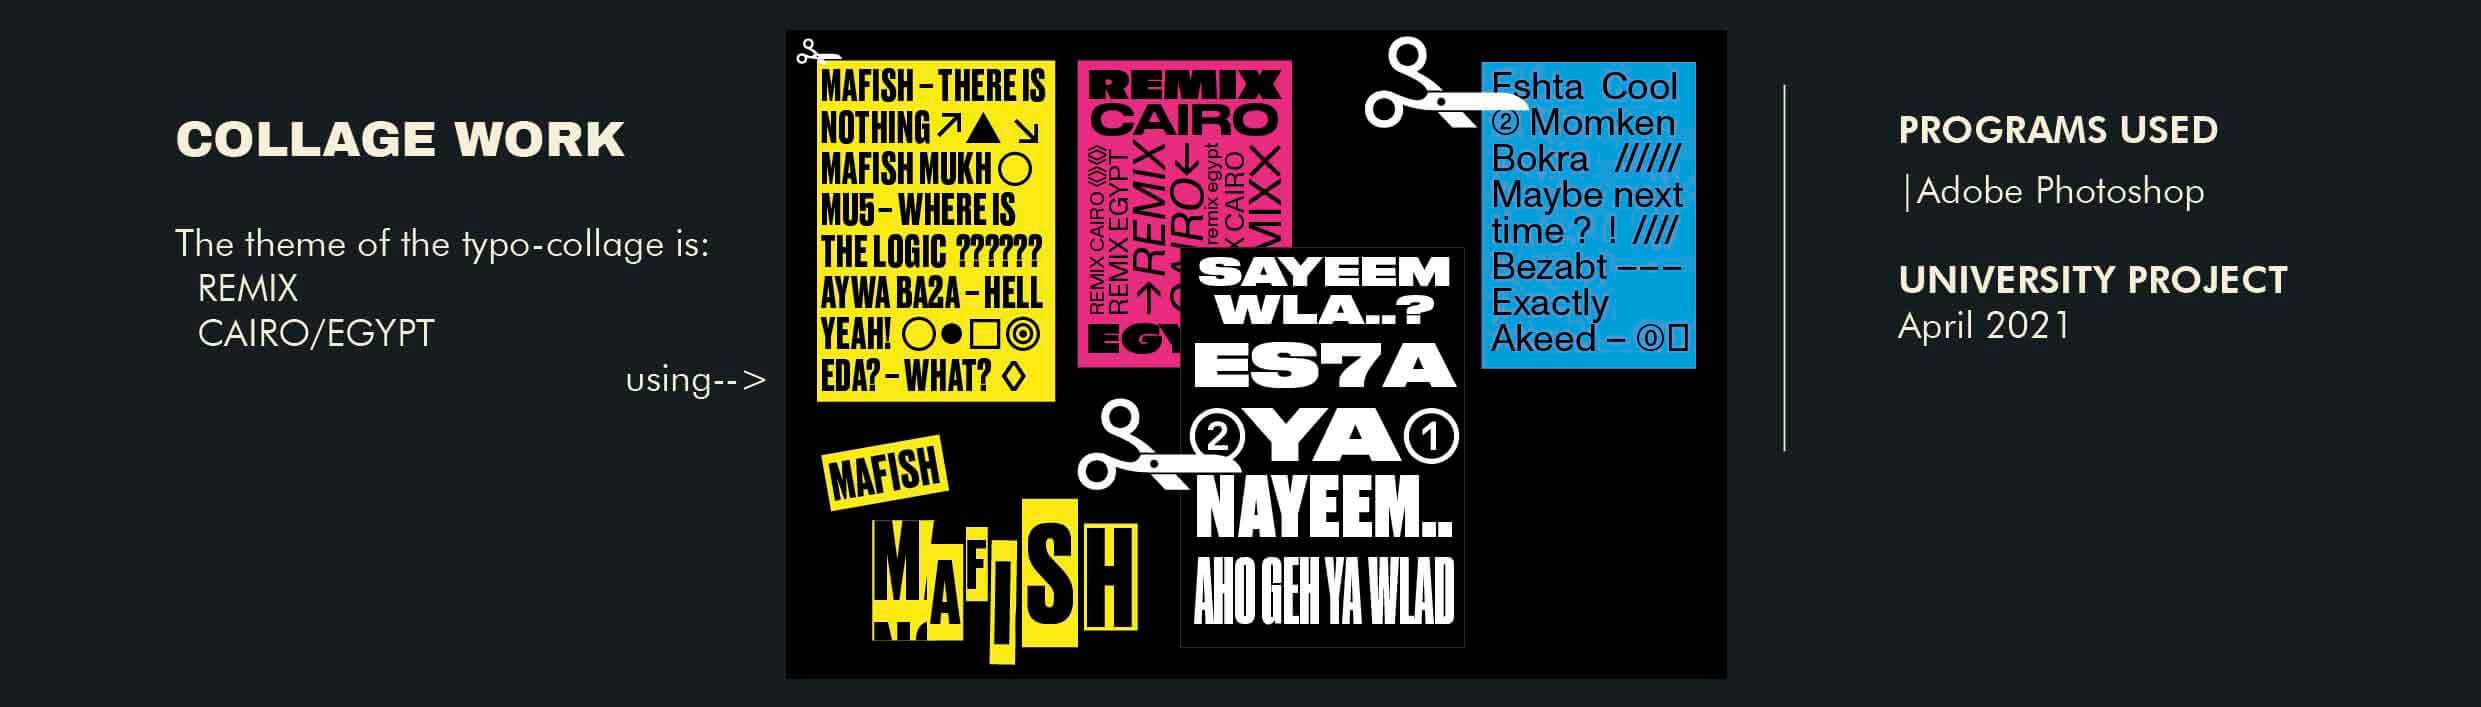 COLLAGE WORK
The theme of the typo-collage is:
REMIX
CAIRO/EGYPT
using-->
MAFISH – THERE IS
NOTHING ↗▲ ↘
MAFISH MUKH ○
MU5 – WHERE IS
THE LOGIC ??????
AYWA BA2A – HELL
YEAH! ○●□◎
EDA? – WHAT? ◊
MAFISH
MAFISH
REMIX
CAIRO
REMIX CAIRO
REMIX EGYPT
→REMIX
remix egypt
SAYEEM
WLA..?
ES7A
②YA①
NAYEEM..
AHO GEH YA WLAD
Eshta Cool
② Momken
Bokra //////
Maybe next
time ? ! ////
Bezabt –––
Exactly
Akeed – ⓪▯
PROGRAMS USED
|Adobe Photoshop
UNIVERSITY PROJECT
April 2021